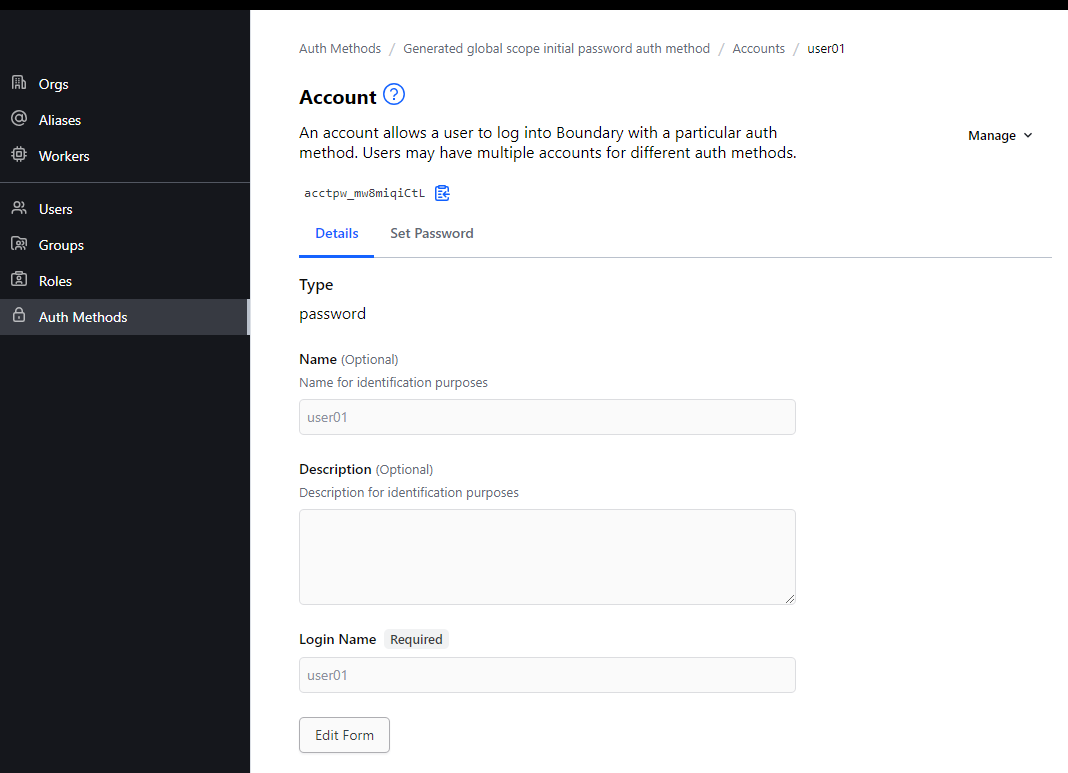 Orgs
Aliases
Workers
Users
Groups
Roles
Auth Methods
Auth Methods / Generated global scope initial password auth method / Accounts / user01
Account
An account allows a user to log into Boundary with a particular auth
method. Users may have multiple accounts for different auth methods.
Manage
acctpw_mw8miqiCtL
Details Set Password
Type
password
Name (Optional)
Name for identification purposes
user01
Description (Optional)
Description for identification purposes
Login Name Required
user01
Edit Form